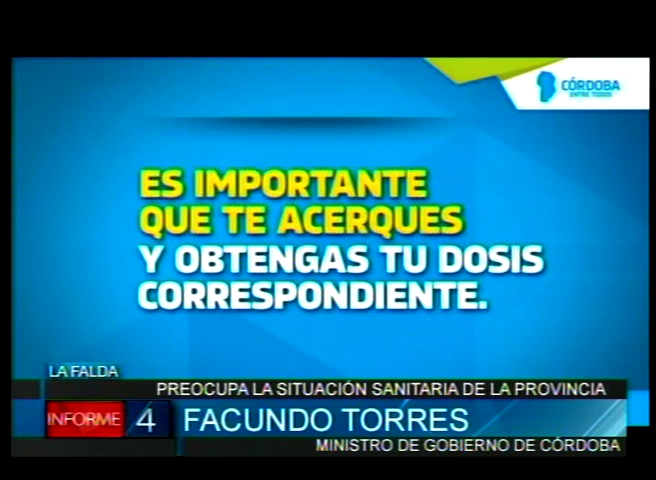 CÓRDOBA
ENTRE TODOS
ES IMPORTANTE
QUE TE ACERQUES
Y OBTENGAS TU DOSIS
CORRESPONDIENTE.
LA FALDA
PREOCUPA LA SITUACIÓN SANITARIA DE LA PROVINCIA
INFORME 4 FACUNDO TORRES
MINISTRO DE GOBIERNO DE CÓRDOBA